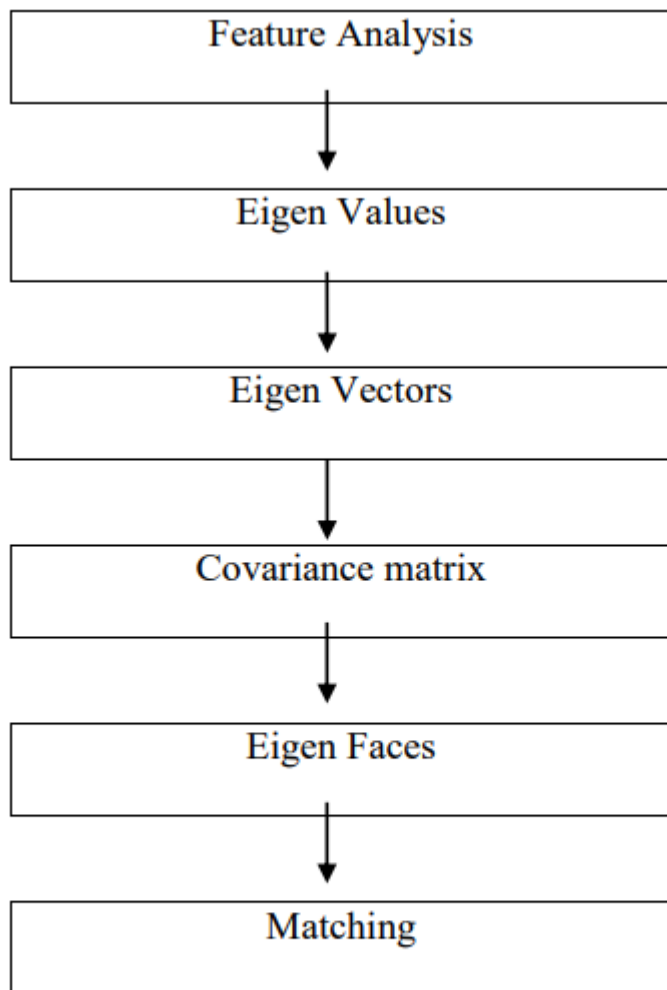 Feature Analysis
Eigen Values
Eigen Vectors
Covariance matrix
Eigen Faces
Matching